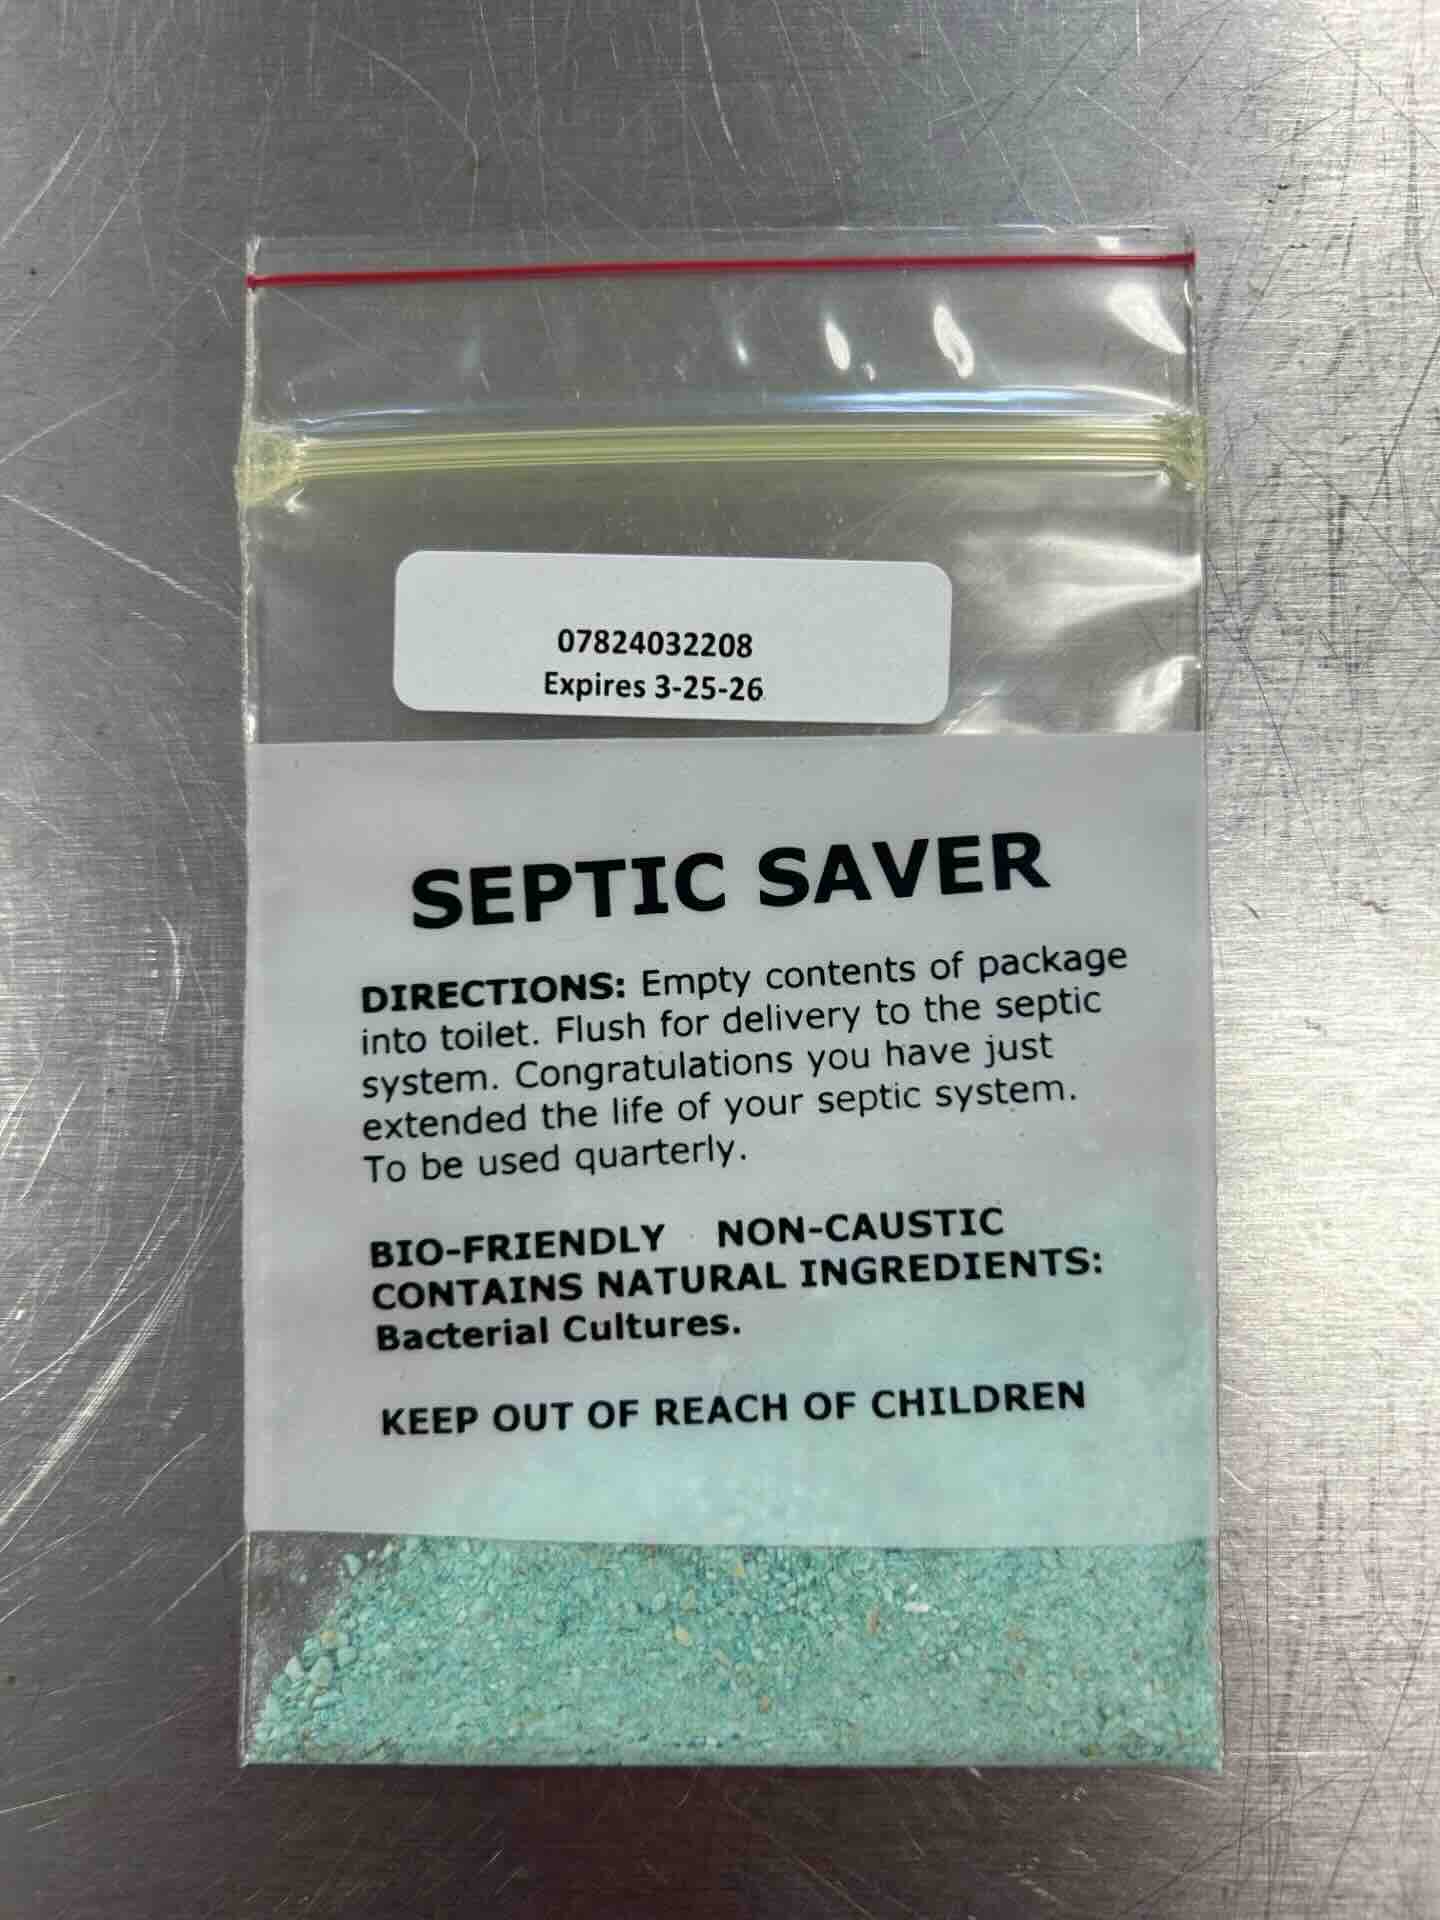 07824032208
Expires 3-25-26
SEPTIC SAVER
DIRECTIONS: Empty contents of package
into toilet. Flush for delivery to the septic
system. Congratulations you have just
extended the life of your septic system.
To be used quarterly.
BIO-FRIENDLY NON-CAUSTIC
CONTAINS NATURAL INGREDIENTS:
Bacterial Cultures.
KEEP OUT OF REACH OF CHILDREN